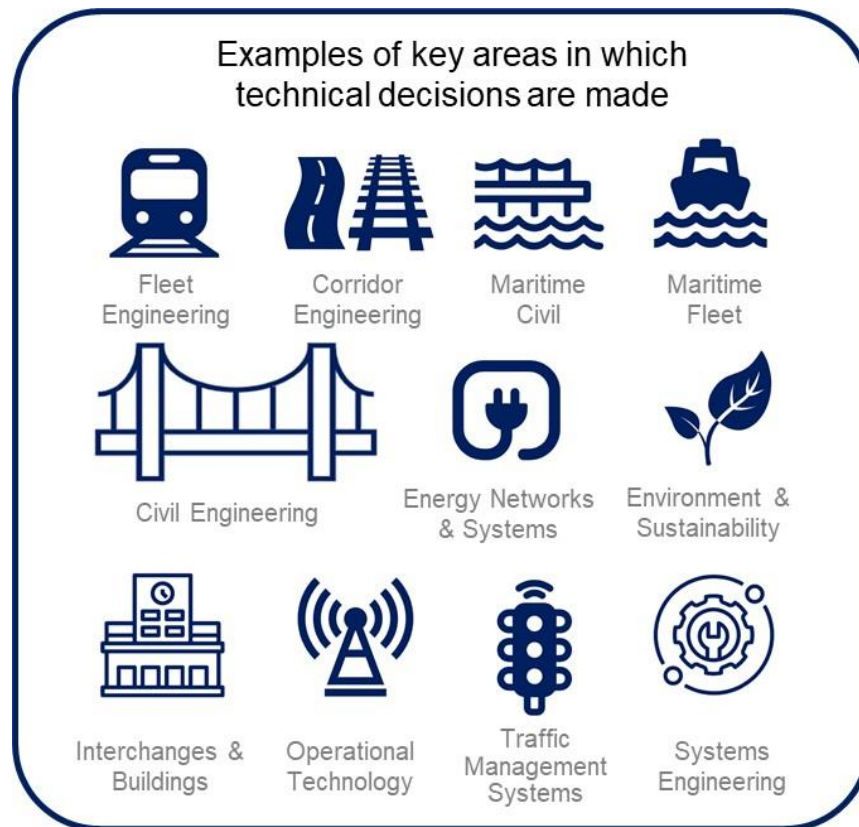 Examples of key areas in which
technical decisions are made
Fleet
Engineering
Corridor
Engineering
Maritime
Civil
Maritime
Fleet
Civil Engineering
Energy Networks
& Systems
Environment &
Sustainability
Interchanges &
Buildings
Operational
Technology
Traffic
Management
Systems
Systems
Engineering